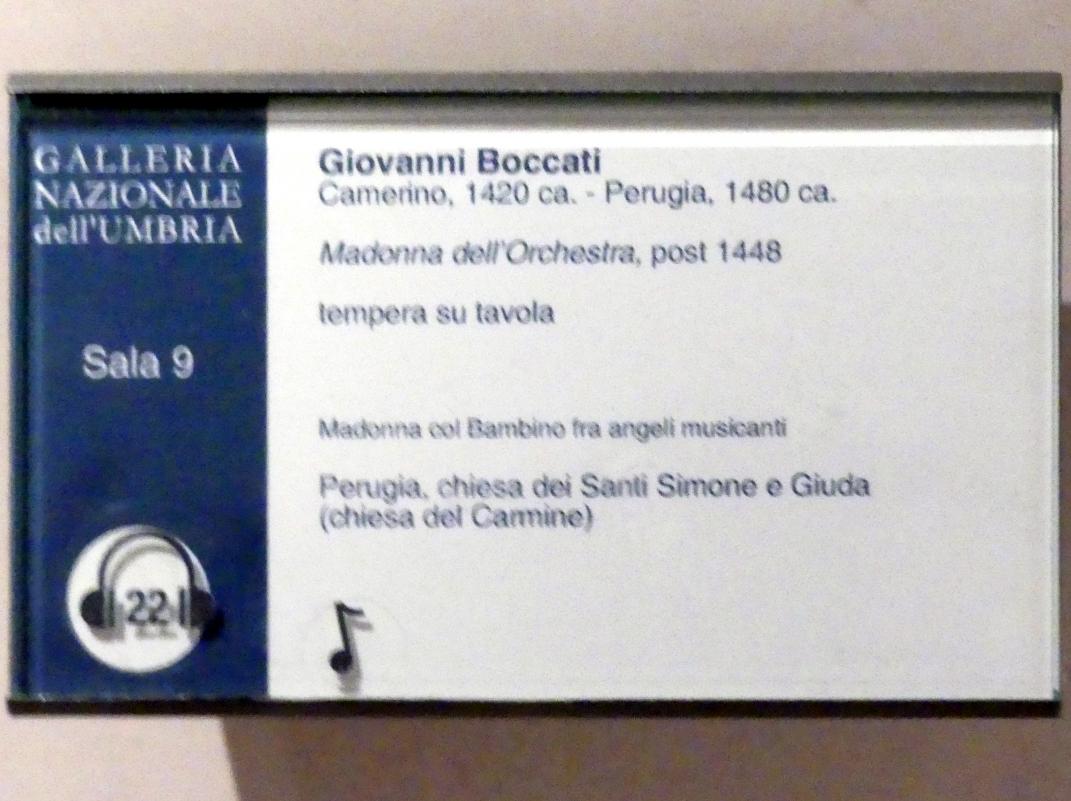 GALLERIA
NAZIONALE
dell'UMBRIA
Sala 9
22
Giovanni Boccati
Camerino, 1420 ca. - Perugia, 1480 ca.
Madonna dell'Orchestra, post 1448
tempera su tavola
Madonna col Bambino fra angeli musicanti
Perugia, chiesa dei Santi Simone e Giuda
(chiesa del Carmine)